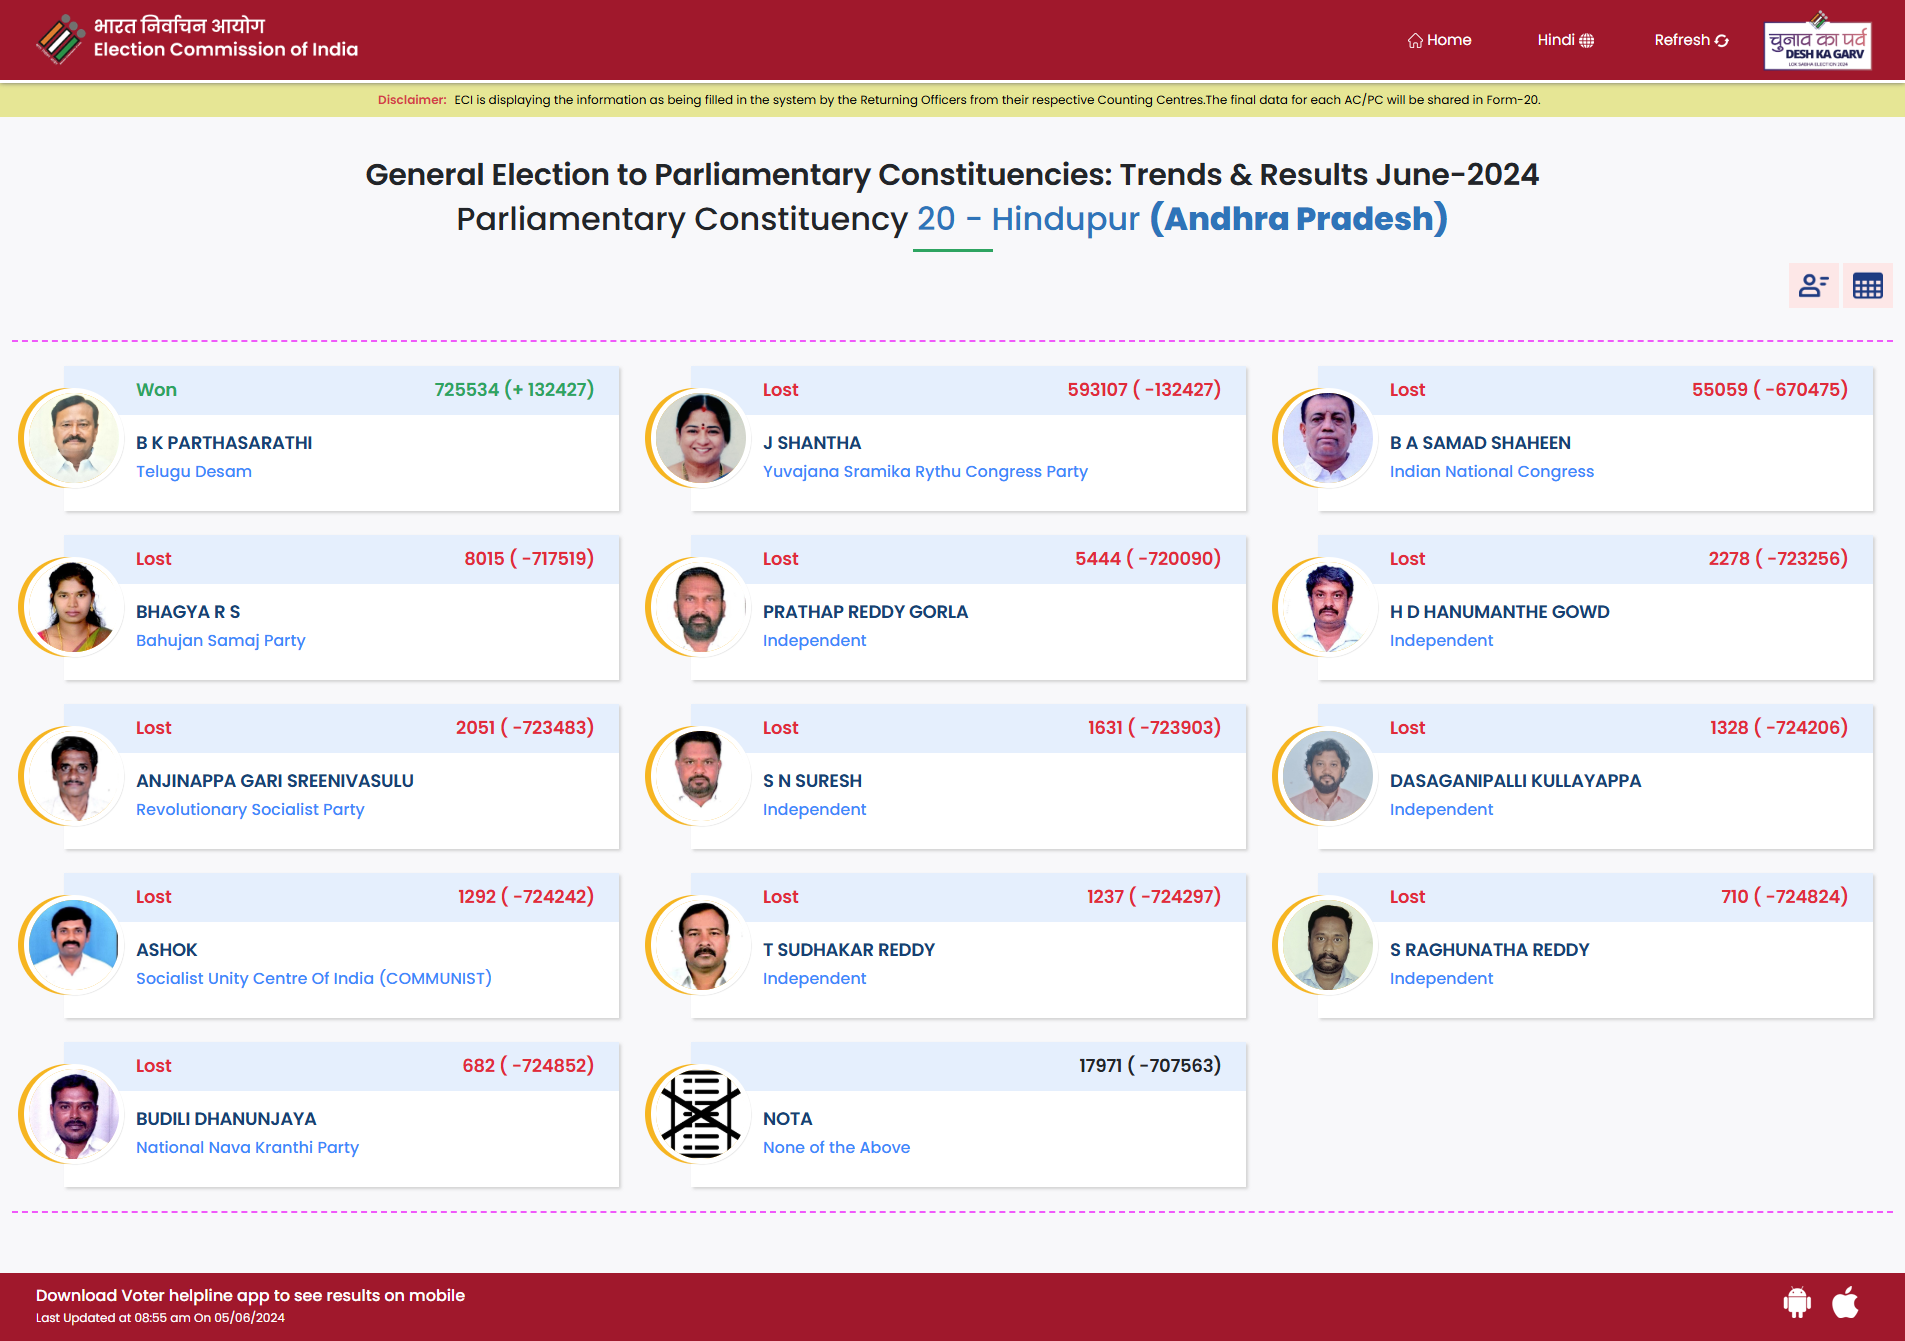 भारत निर्वाचन आयोग
Election Commission of India
Home
Hindi
Refresh
चुनाव का पर्व
DESH KA GARV
LOK SABHA ELECTION 2024
Disclaimer: ECI is displaying the information as being filled in the system by the Returning Officers from their respective Counting Centres.The final data for each AC/PC will be shared in Form-20.
General Election to Parliamentary Constituencies: Trends & Results June-2024
Parliamentary Constituency 20 - Hindupur (Andhra Pradesh)
Won 725534 (+ 132427)
B K PARTHASARATHI
Telugu Desam
Lost 593107 ( -132427)
J SHANTHA
Yuvajana Sramika Rythu Congress Party
Lost 55059 ( -670475)
B A SAMAD SHAHEEN
Indian National Congress
Lost 8015 ( -717519)
BHAGYA R S
Bahujan Samaj Party
Lost 5444 ( -720090)
PRATHAP REDDY GORLA
Independent
Lost 2278 ( -723256)
H D HANUMANTHE GOWD
Independent
Lost 2051 ( -723483)
ANJINAPPA GARI SREENIVASULU
Revolutionary Socialist Party
Lost 1631 ( -723903)
S N SURESH
Independent
Lost 1328 ( -724206)
DASAGANIPALLI KULLAYAPPA
Independent
Lost 1292 ( -724242)
ASHOK
Socialist Unity Centre Of India (COMMUNIST)
Lost 1237 ( -724297)
T SUDHAKAR REDDY
Independent
Lost 710 ( -724824)
S RAGHUNATHA REDDY
Independent
Lost 682 ( -724852)
BUDILI DHANUNJAYA
National Nava Kranthi Party
17971 ( -707563)
NOTA
None of the Above
Download Voter helpline app to see results on mobile
Last Updated at 08:55 am On 05/06/2024